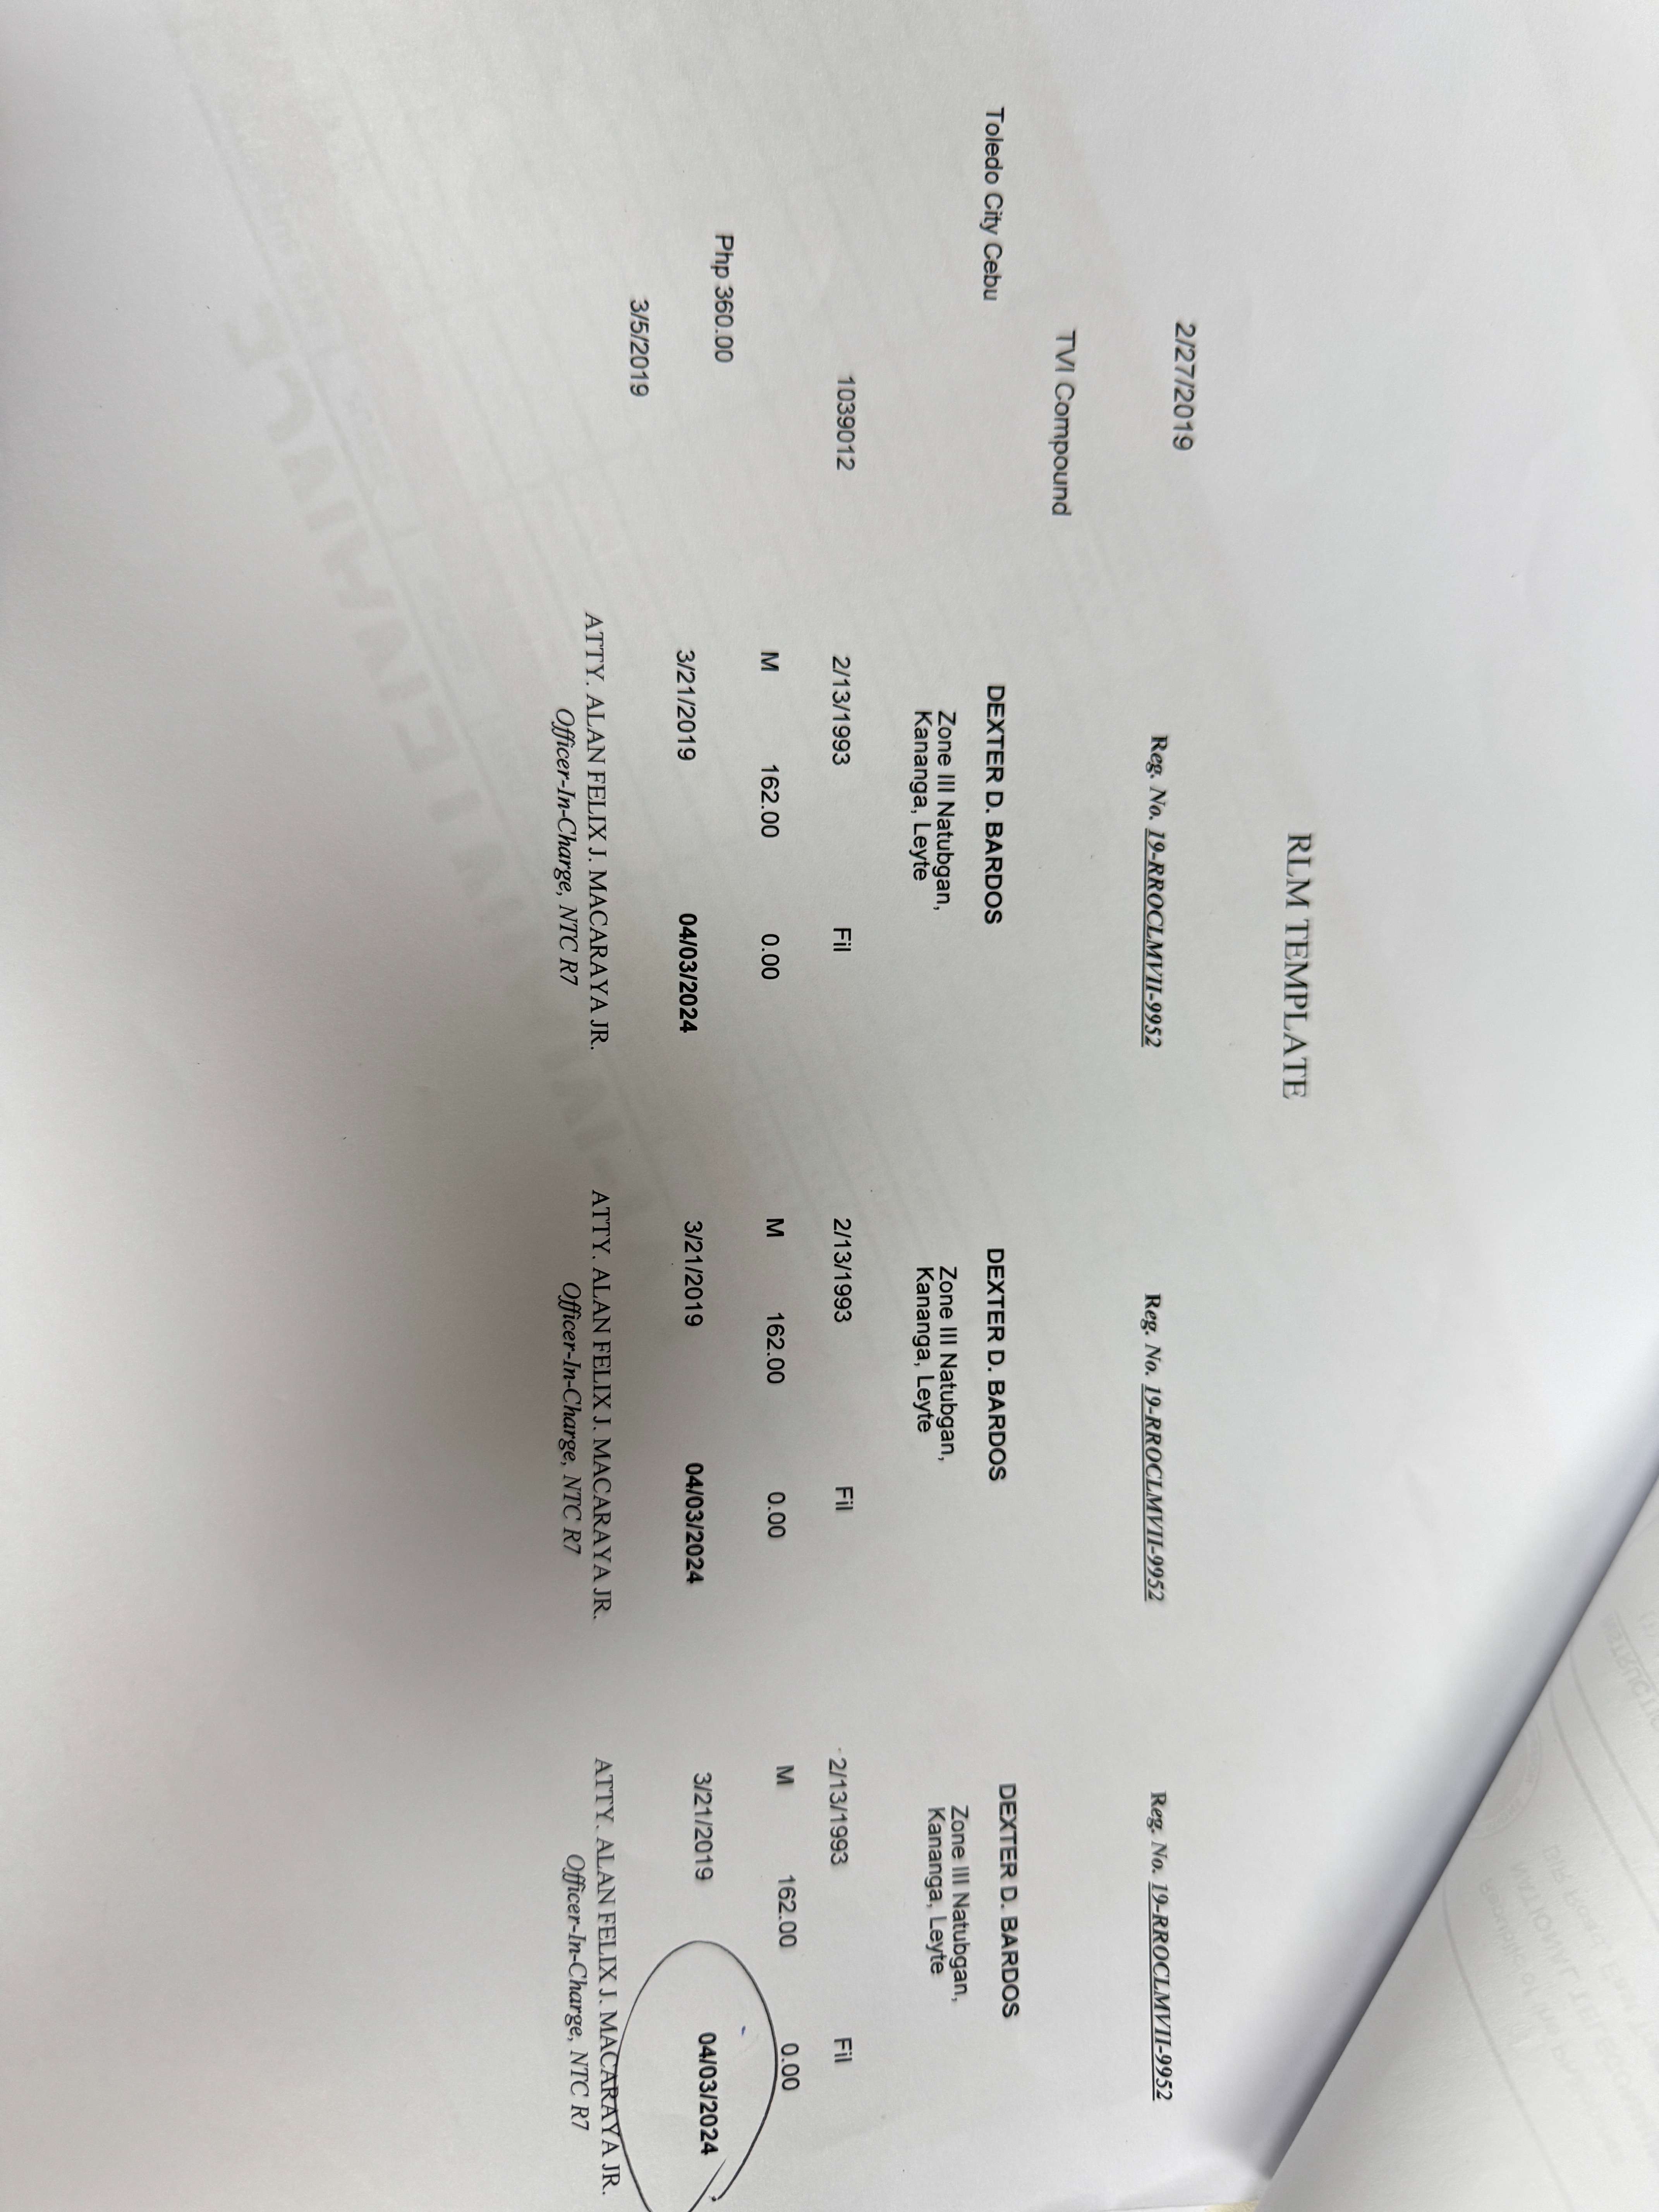 RLM TEMPLATE
2/27/2019
Reg. No. 19-RROCLMVII-9952
Reg. No. 19-RROCLMVII-9952
Reg. No. 19-RROCLMVII-9952
TVI Compound
Toledo City Cebu
DEXTER D. BARDOS
DEXTER D. BARDOS
DEXTER D. BARDOS
Zone III Natubgan,
Kananga, Leyte
Zone III Natubgan,
Kananga, Leyte
Zone III Natubgan,
Kananga, Leyte
1039012
2/13/1993 Fil
2/13/1993 Fil
2/13/1993 Fil
M 162.00 0.00
M 162.00 0.00
M 162.00 0.00
Php 360.00
3/21/2019 04/03/2024
3/21/2019 04/03/2024
3/21/2019 04/03/2024
3/5/2019
ATTY. ALAN FELIX J. MACARAYA JR.
Officer-In-Charge, NTC R7
ATTY. ALAN FELIX J. MACARAYA JR.
Officer-In-Charge, NTC R7
ATTY. ALAN FELIX J. MACARAYA JR.
Officer-In-Charge, NTC R7